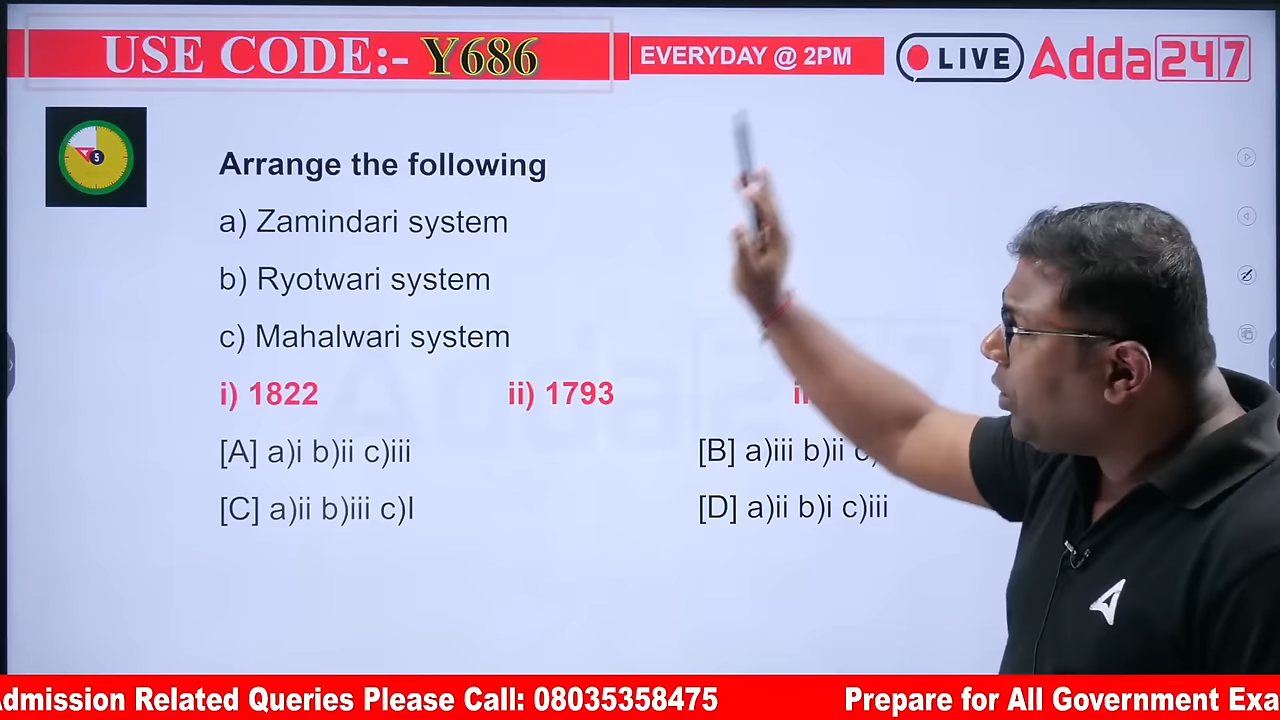 USE CODE:- Y686
EVERYDAY @ 2PM
LIVE
Adda247
5
Arrange the following
a) Zamindari system
b) Ryotwari system
c) Mahalwari system
i) 1822 ii) 1793
[A] a)i b)ii c)iii [B] a)iii b)ii
[C] a)ii b)iii c)I [D] a)ii b)i c)iii
Admission Related Queries Please Call: 08035358475 Prepare for All Government Exa